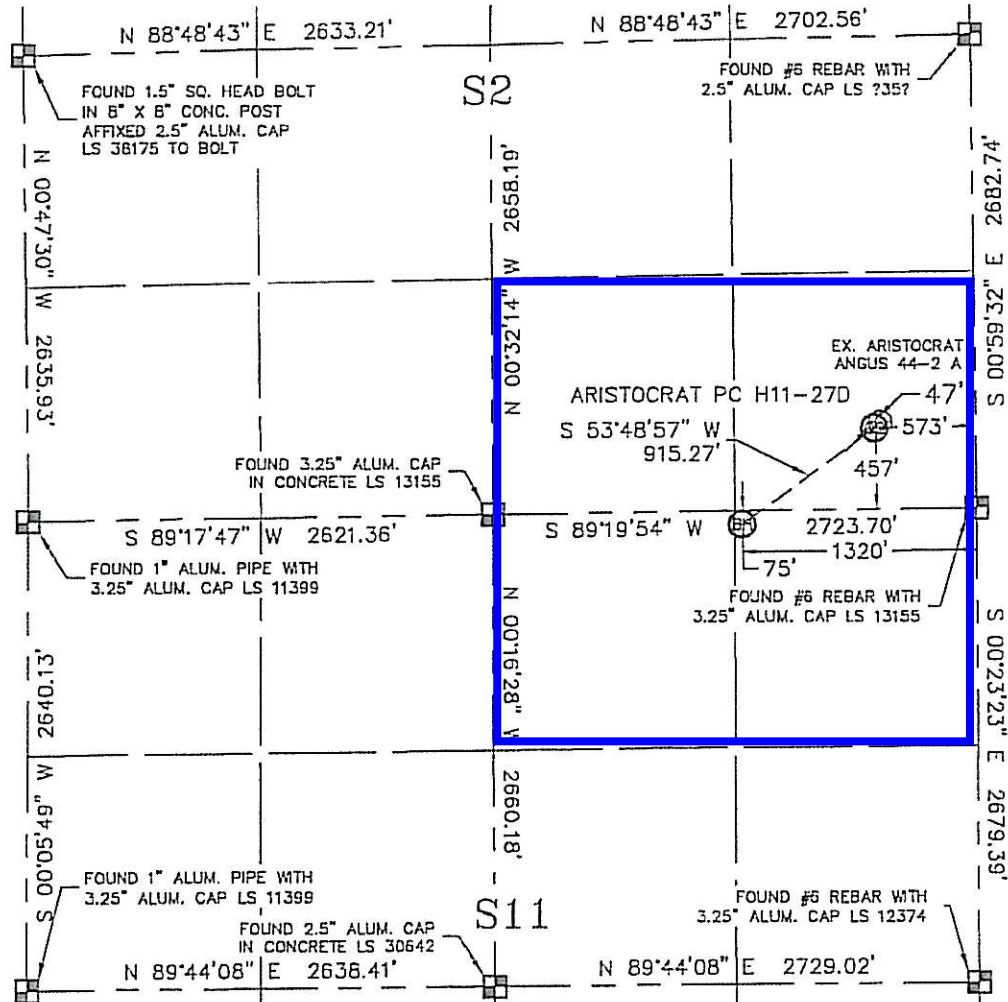 N 88°48'43" E 2633.21'
N 88°48'43" E 2702.56'
FOUND 1.5" SQ. HEAD BOLT
IN 8" X 8" CONC. POST
AFFIXED 2.5" ALUM. CAP
LS 38175 TO BOLT
S2
FOUND #6 REBAR WITH
2.5" ALUM. CAP LS ?35?
N 00°47'30" W 2635.93'
N 00°32'14" W 2658.19'
S 00°59'32" E 2682.74'
EX. ARISTOCRAT
ANGUS 44-2 A
ARISTOCRAT PC H11-27D
47'
573'
S 53°48'57" W
915.27'
457'
FOUND 3.25" ALUM. CAP
IN CONCRETE LS 13155
S 89°17'47" W 2621.36'
S 89°19'54" W
2723.70'
BH
1320'
75'
FOUND 1" ALUM. PIPE WITH
3.25" ALUM. CAP LS 11399
FOUND #6 REBAR WITH
3.25" ALUM. CAP LS 13155
S 00°05'49" W 2640.13'
N 00°16'28" W 2660.18'
S 00°23'23" E 2679.39'
FOUND 1" ALUM. PIPE WITH
3.25" ALUM. CAP LS 11399
S11
FOUND 2.5" ALUM. CAP
IN CONCRETE LS 30642
FOUND #6 REBAR WITH
3.25" ALUM. CAP LS 12374
N 89°44'08" E 2638.41'
N 89°44'08" E 2729.02'